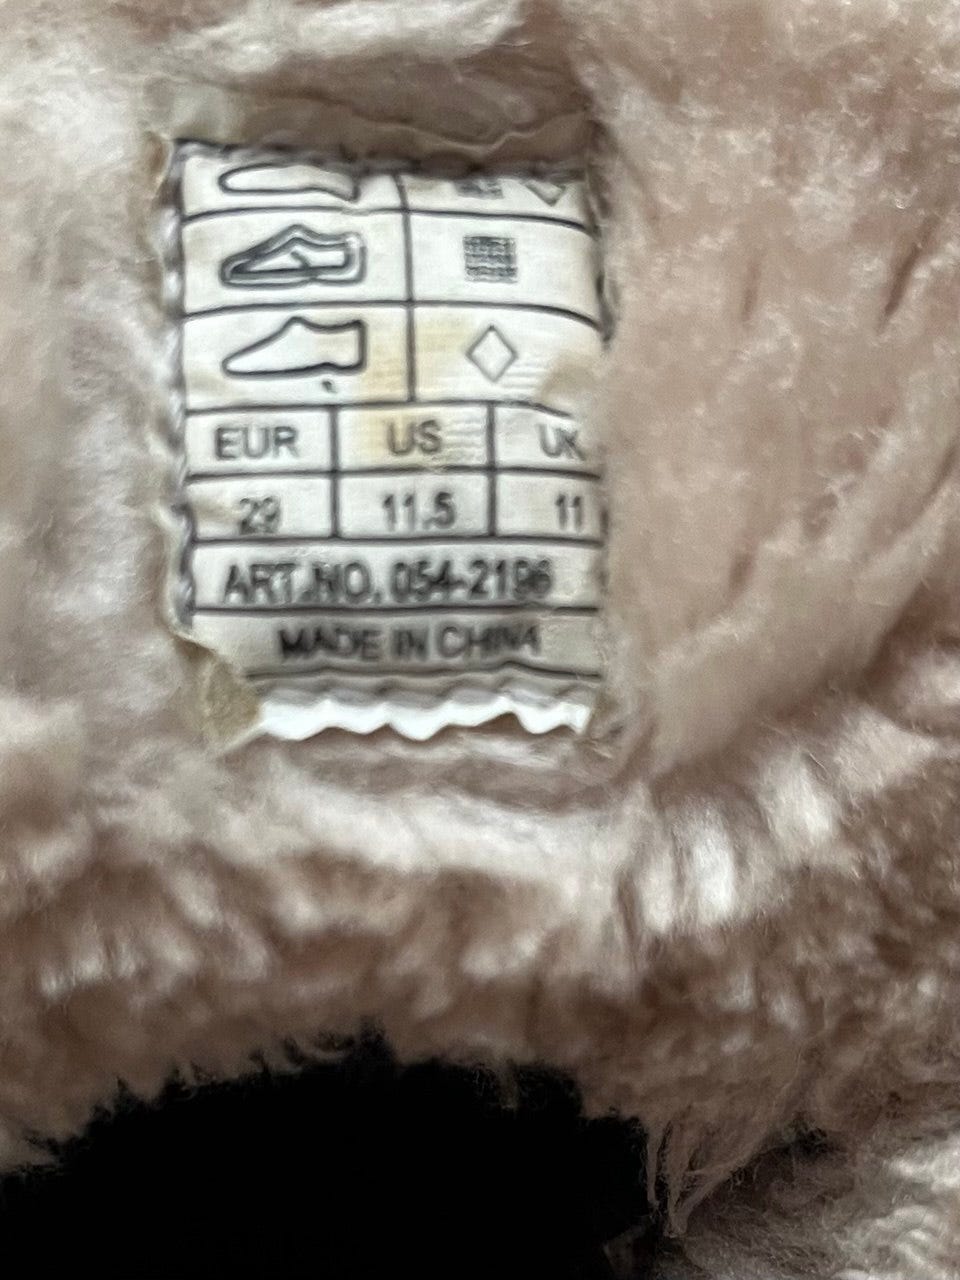 EUR US UK
29 11.5 11
ART.NO. 054-2196
MADE IN CHINA